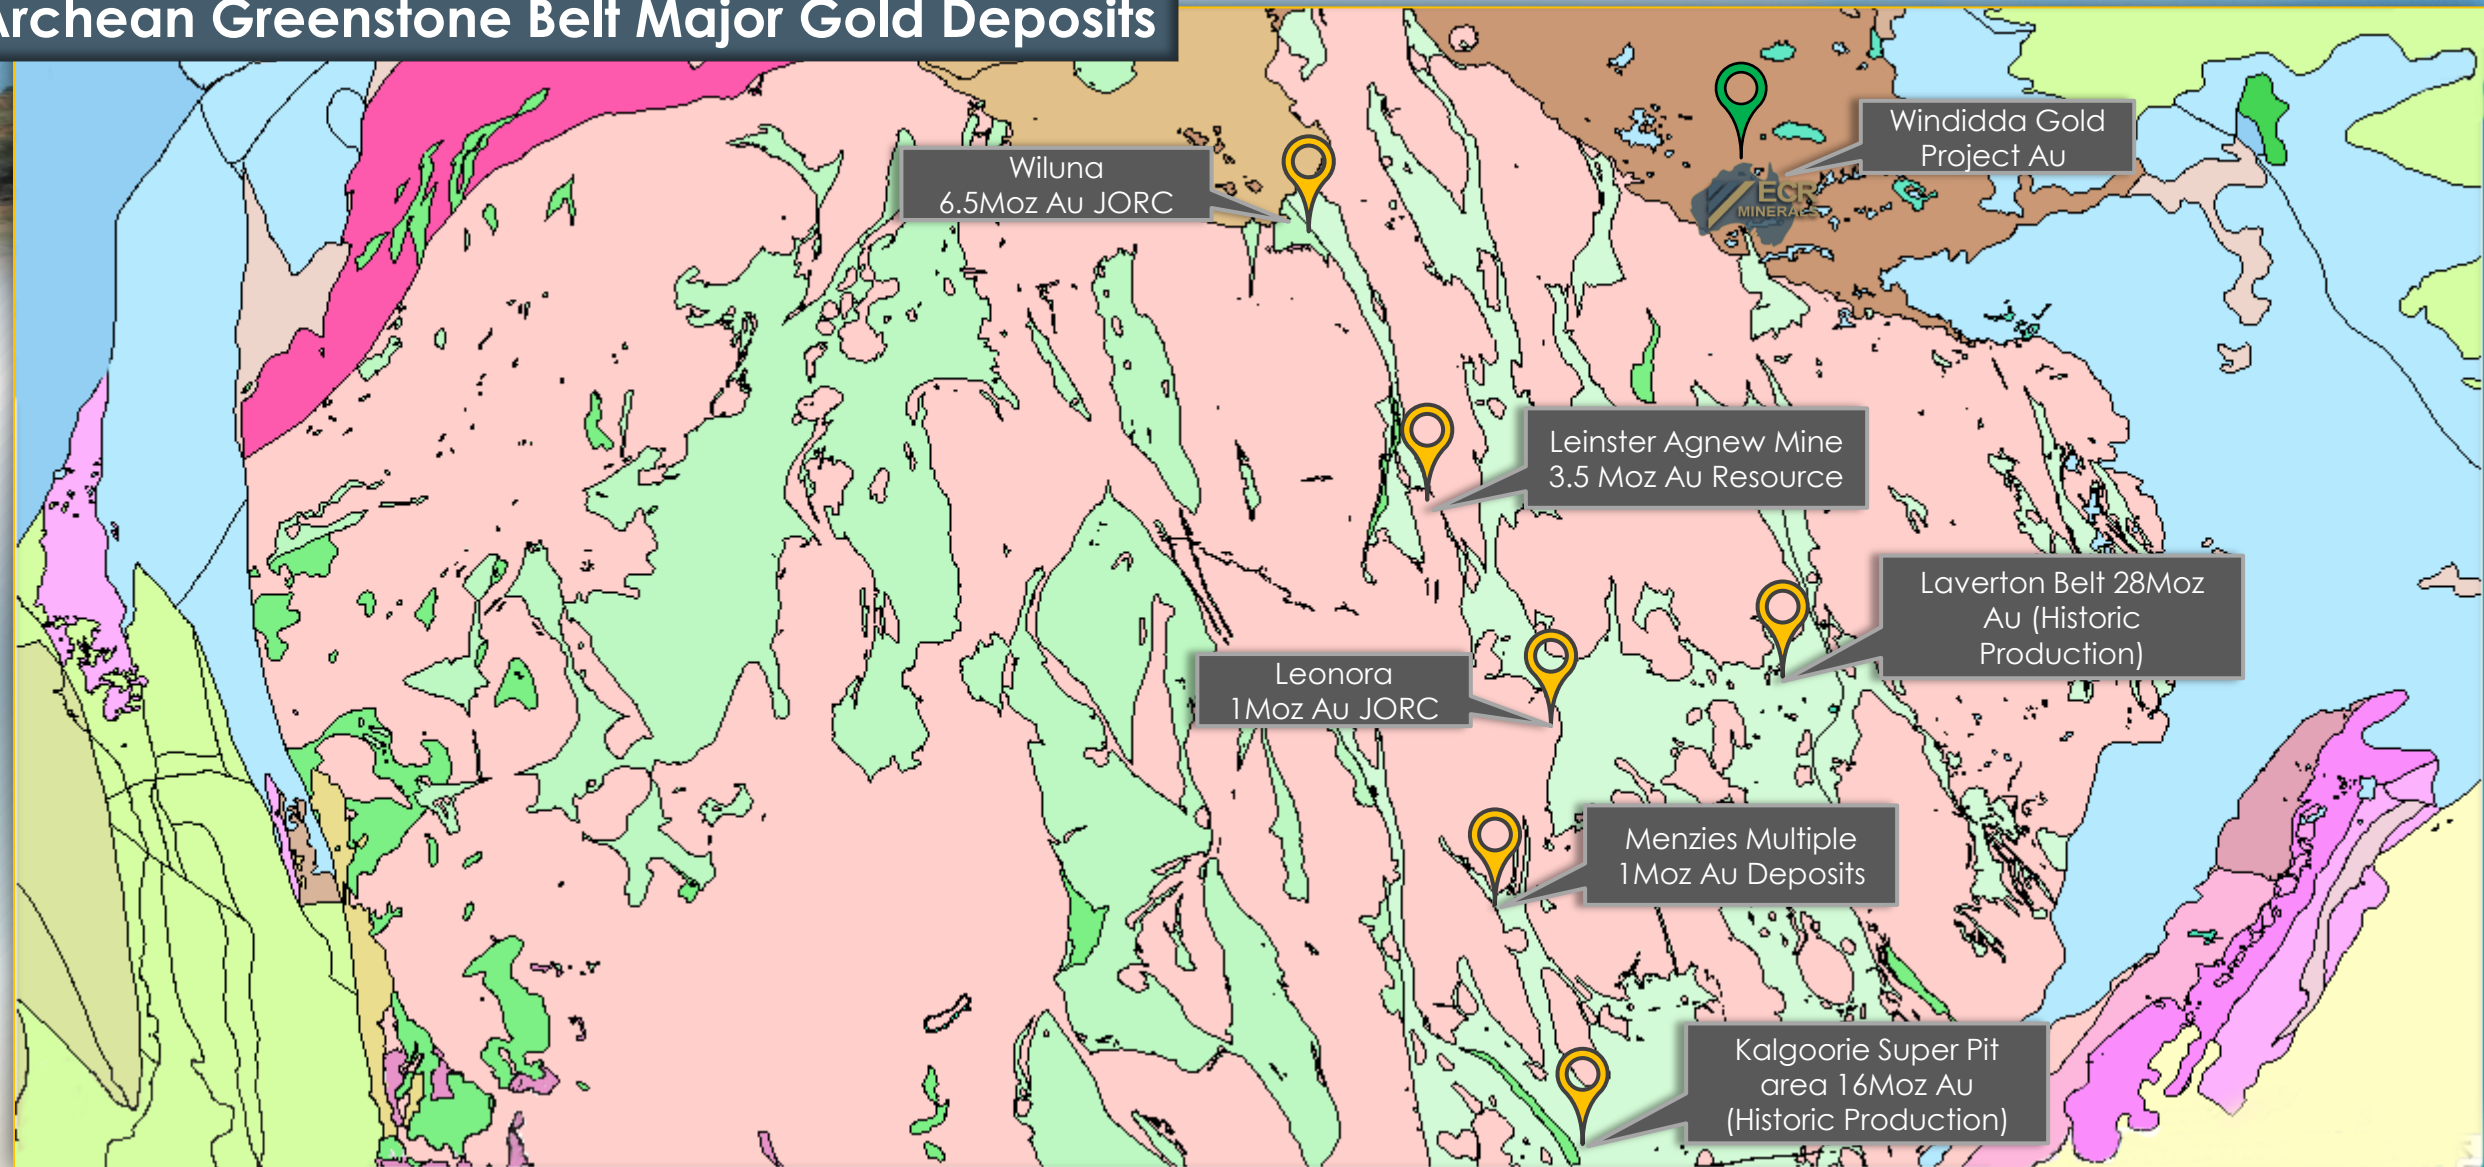 Archean Greenstone Belt Major Gold Deposits
Windidda Gold
Project Au
Wiluna
6.5Moz Au JORC
ECR
MINERALS
Leinster Agnew Mine
3.5 Moz Au Resource
Laverton Belt 28Moz
Au (Historic
Production)
Leonora
1Moz Au JORC
Menzies Multiple
1Moz Au Deposits
Kalgoorie Super Pit
area 16Moz Au
(Historic Production)